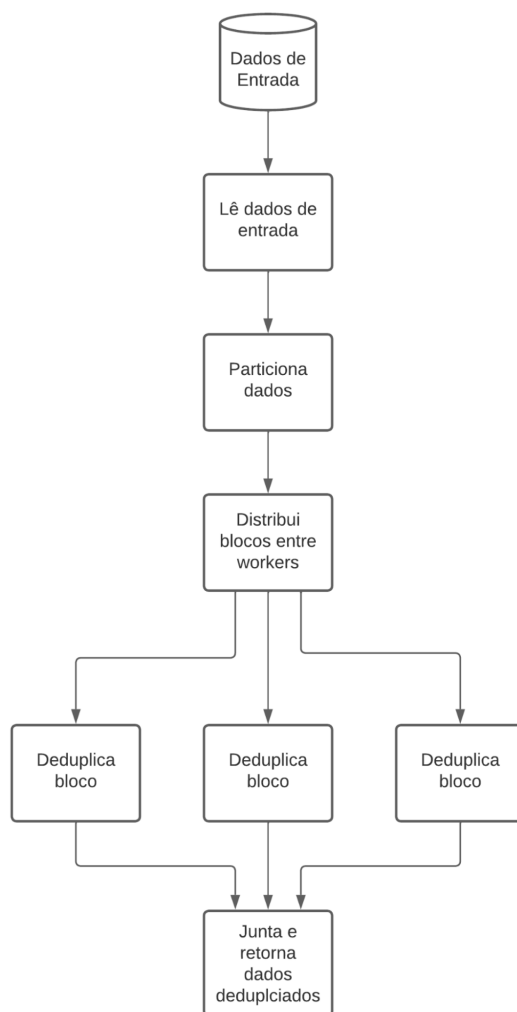 Dados de
Entrada
Lê dados de
entrada
Particiona
dados
Distribui
blocos entre
workers
Deduplica
bloco
Deduplica
bloco
Deduplica
bloco
Junta e
retorna
dados
deduplciados